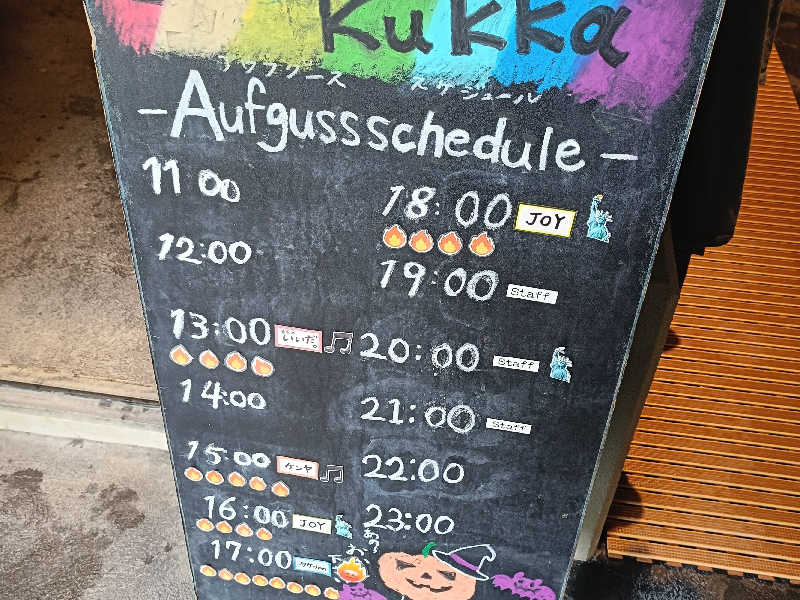 Kukka
アウフグース スケジュール
- Aufgussschedule -
11:00
12:00
13:00 いいだ。
14:00
15:00 ケンヤ
16:00 JOY
17:00
18:00 JOY
19:00 Staff
20:00 Staff
21:00 Staff
22:00
23:00